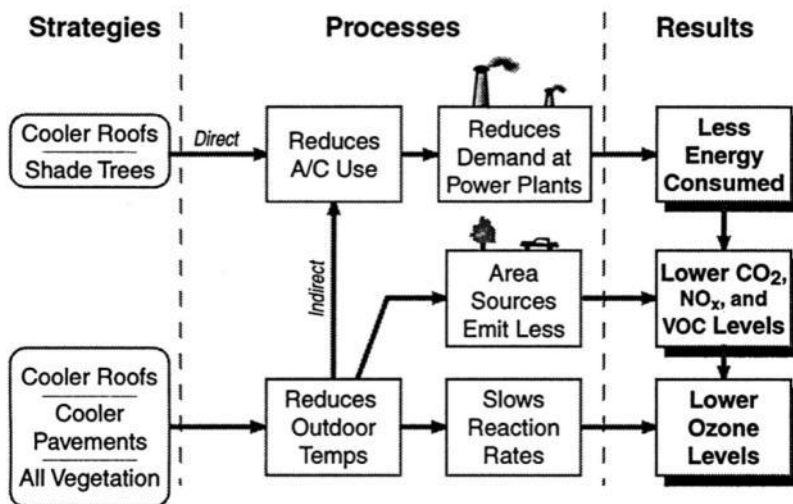 Strategies
Processes
Results
Cooler Roofs
Shade Trees
Direct
Reduces
A/C Use
Reduces
Demand at
Power Plants
Less
Energy
Consumed
Indirect
Area
Sources
Emit Less
Lower CO₂,
NOₓ, and
VOC Levels
Cooler Roofs
Cooler
Pavements
All Vegetation
Reduces
Outdoor
Temps
Slows
Reaction
Rates
Lower
Ozone
Levels